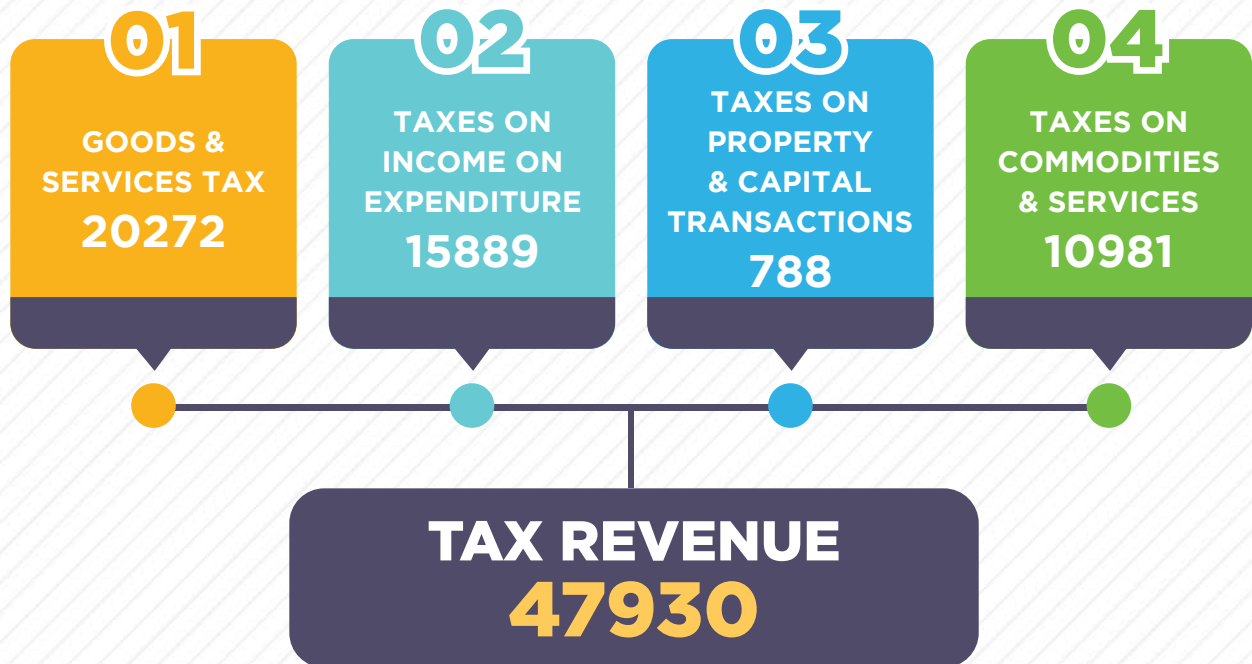 01
GOODS &
SERVICES TAX
20272
02
TAXES ON
INCOME ON
EXPENDITURE
15889
03
TAXES ON
PROPERTY
& CAPITAL
TRANSACTIONS
788
04
TAXES ON
COMMODITIES
& SERVICES
10981
TAX REVENUE
47930